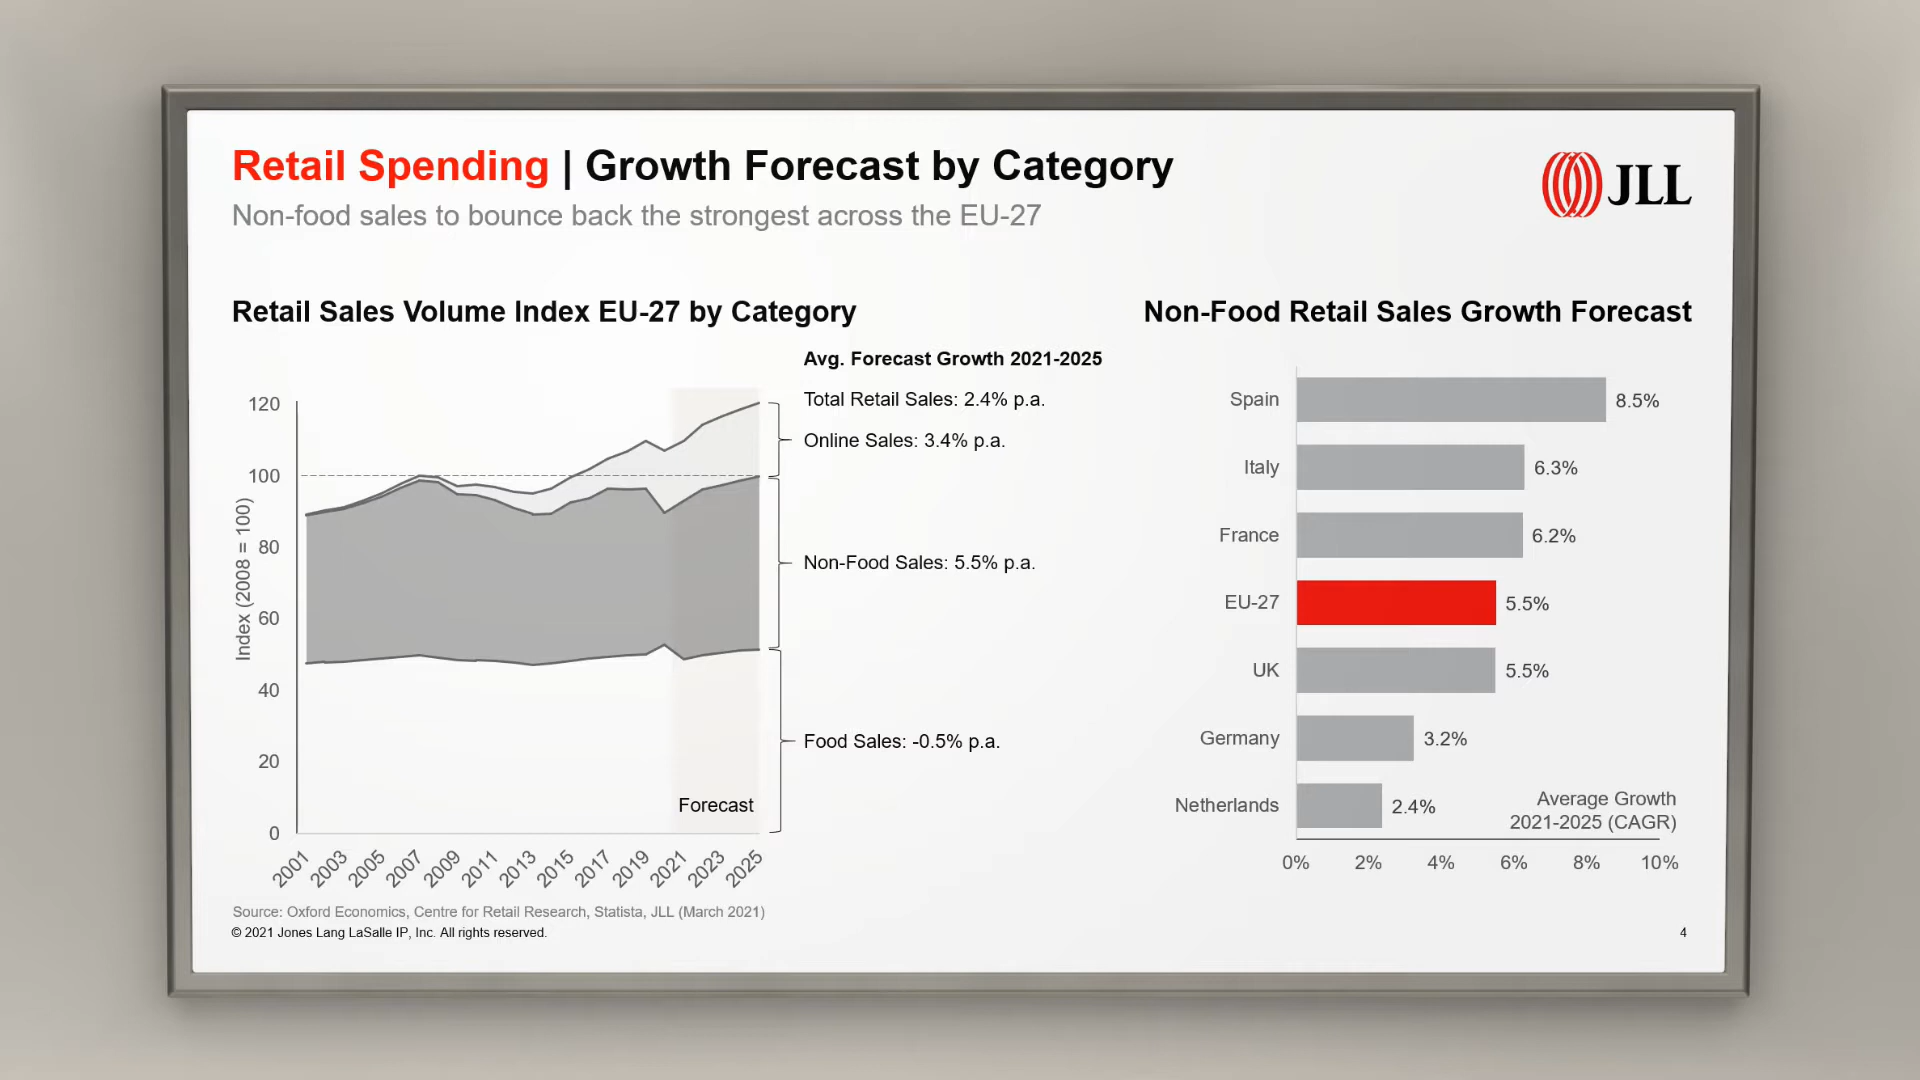 Retail Spending | Growth Forecast by Category
Non-food sales to bounce back the strongest across the EU-27
JLL
Retail Sales Volume Index EU-27 by Category
Avg. Forecast Growth 2021-2025
Total Retail Sales: 2.4% p.a.
Online Sales: 3.4% p.a.
Non-Food Sales: 5.5% p.a.
Food Sales: -0.5% p.a.
Index (2008 = 100)
120
100
80
60
40
20
0
Forecast
2001 2003 2005 2007 2009 2011 2013 2015 2017 2019 2021 2023 2025
Non-Food Retail Sales Growth Forecast
Spain 8.5%
Italy 6.3%
France 6.2%
EU-27 5.5%
UK 5.5%
Germany 3.2%
Netherlands 2.4%
Average Growth
2021-2025 (CAGR)
0% 2% 4% 6% 8% 10%
Source: Oxford Economics, Centre for Retail Research, Statista, JLL (March 2021)
© 2021 Jones Lang LaSalle IP, Inc. All rights reserved.
4